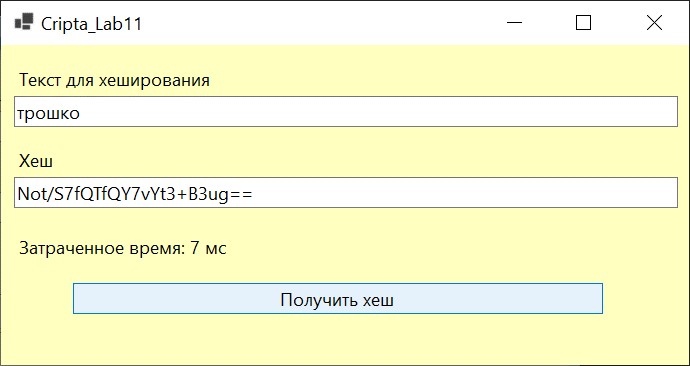 Cripta_Lab11
Текст для хеширования
трошко
Хеш
Not/S7fQTfQY7vYt3+B3ug==
Затраченное время: 7 мс
Получить хеш